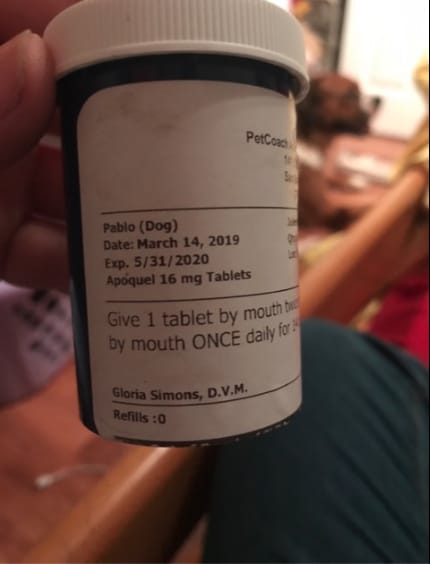 PetCoach
Pablo (Dog)
Date: March 14, 2019
Exp. 5/31/2020
Apoquel 16 mg Tablets
Give 1 tablet by mouth
by mouth ONCE daily for
Gloria Simons, D.V.M.
Refills :0